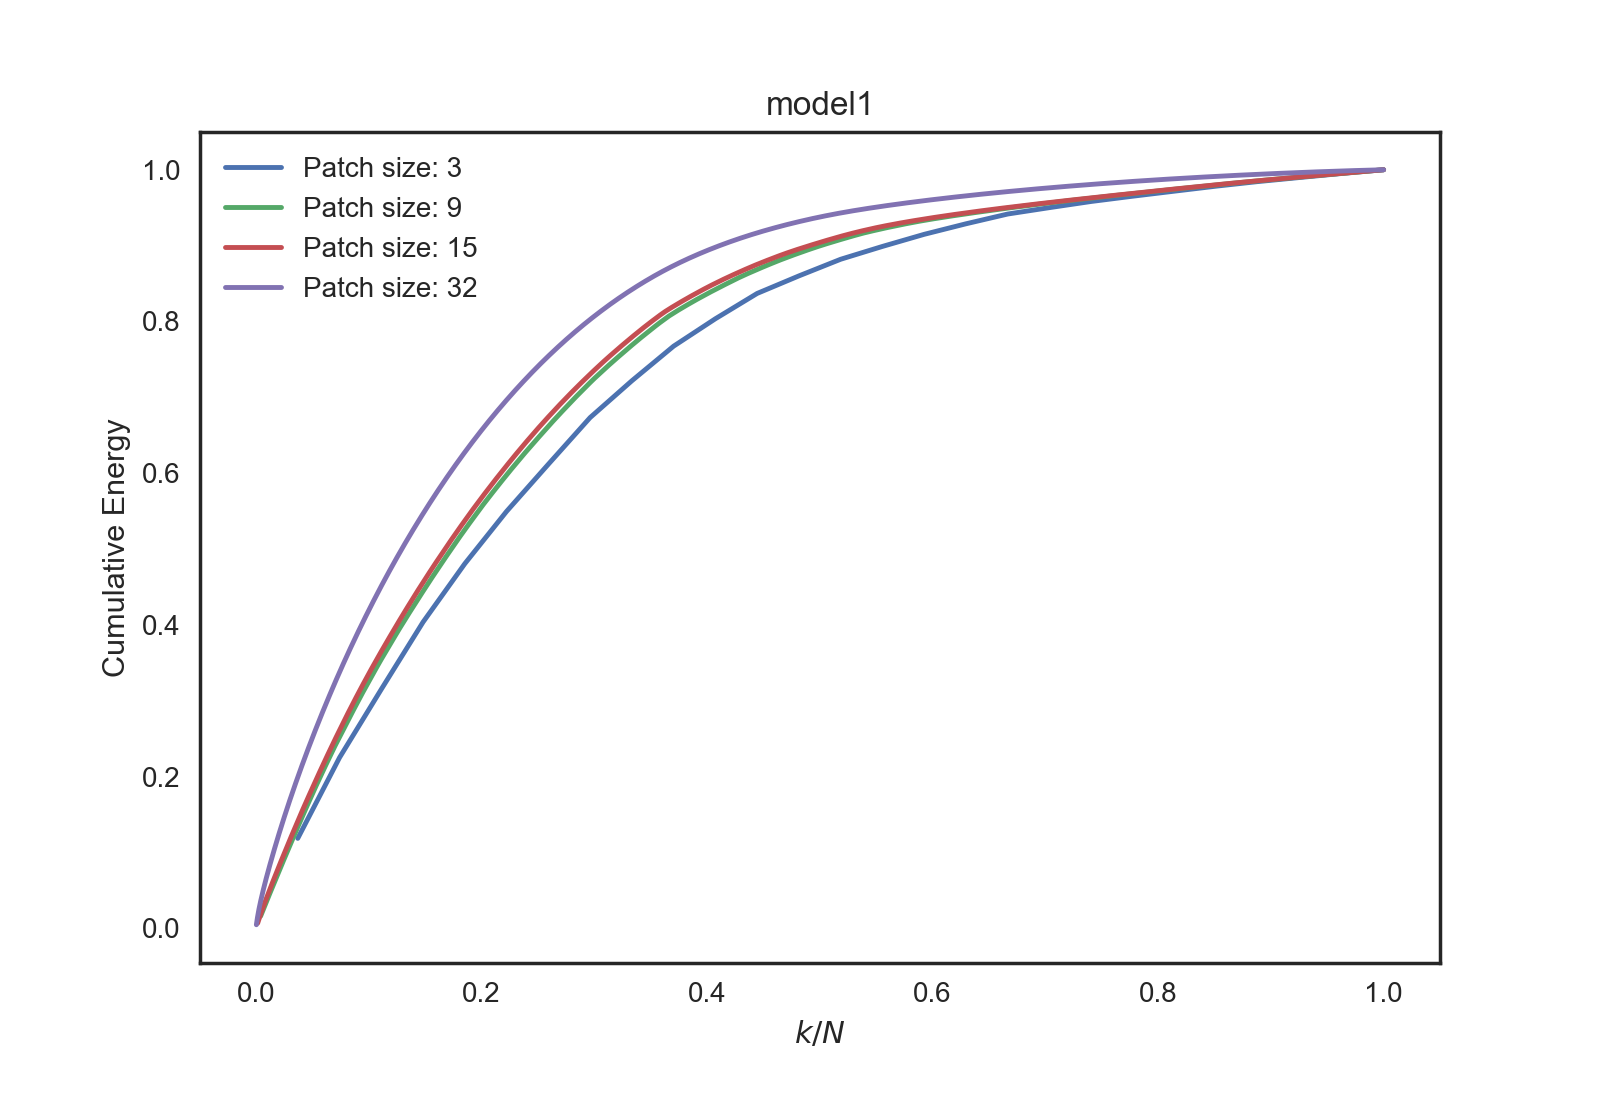 model1
Patch size: 3
Patch size: 9
Patch size: 15
Patch size: 32
1.0
0.8
0.6
0.4
0.2
0.0
Cumulative Energy
0.0 0.2 0.4 0.6 0.8 1.0
k/N